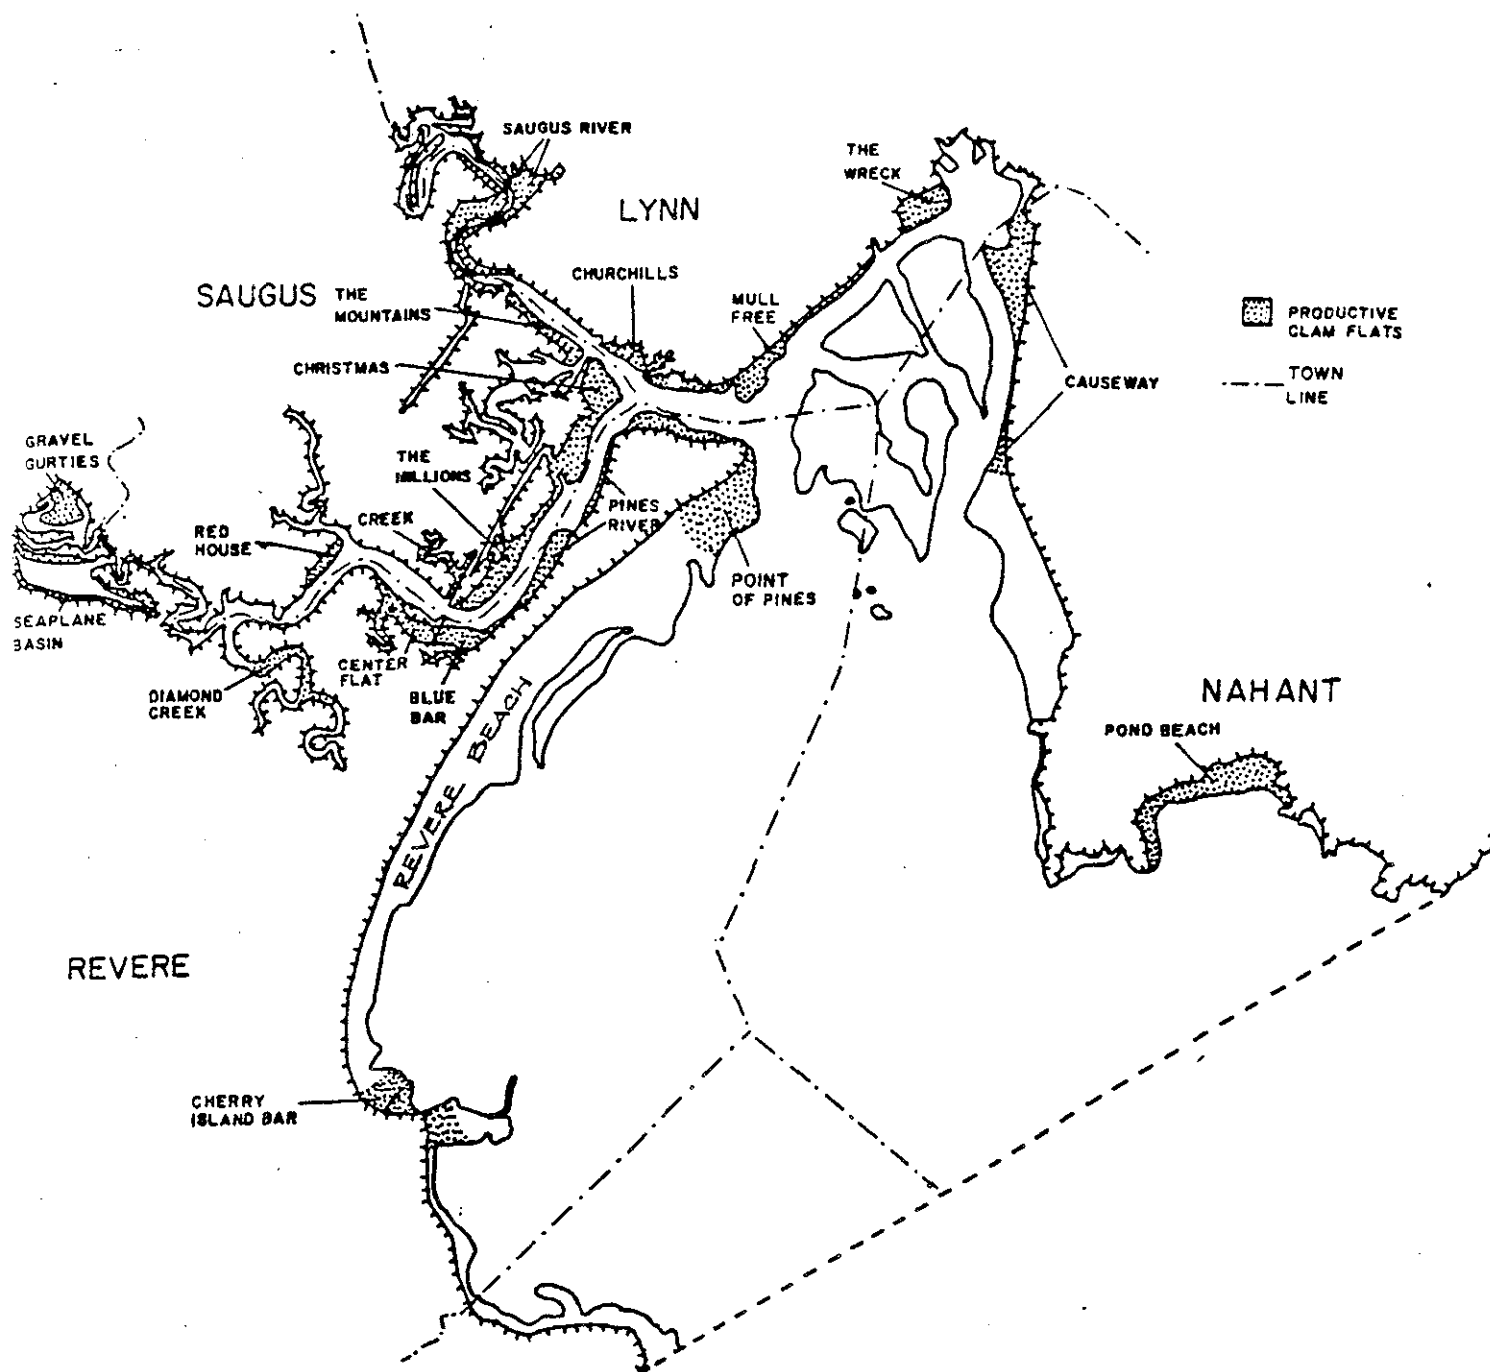 SAUGUS RIVER
LYNN
THE
WRECK
SAUGUS
THE
MOUNTAINS
CHURCHILLS
MULL
FREE
PRODUCTIVE
CLAM FLATS
CHRISTMAS
CAUSEWAY
TOWN
LINE
GRAVEL
GURTIES
THE
MILLIONS
PINES
RIVER
CREEK
RED
HOUSE
POINT
OF PINES
SEAPLANE
BASIN
CENTER
FLAT
DIAMOND
CREEK
BLUE
BAR
REVERE BEACH
NAHANT
POND BEACH
REVERE
CHERRY
ISLAND BAR